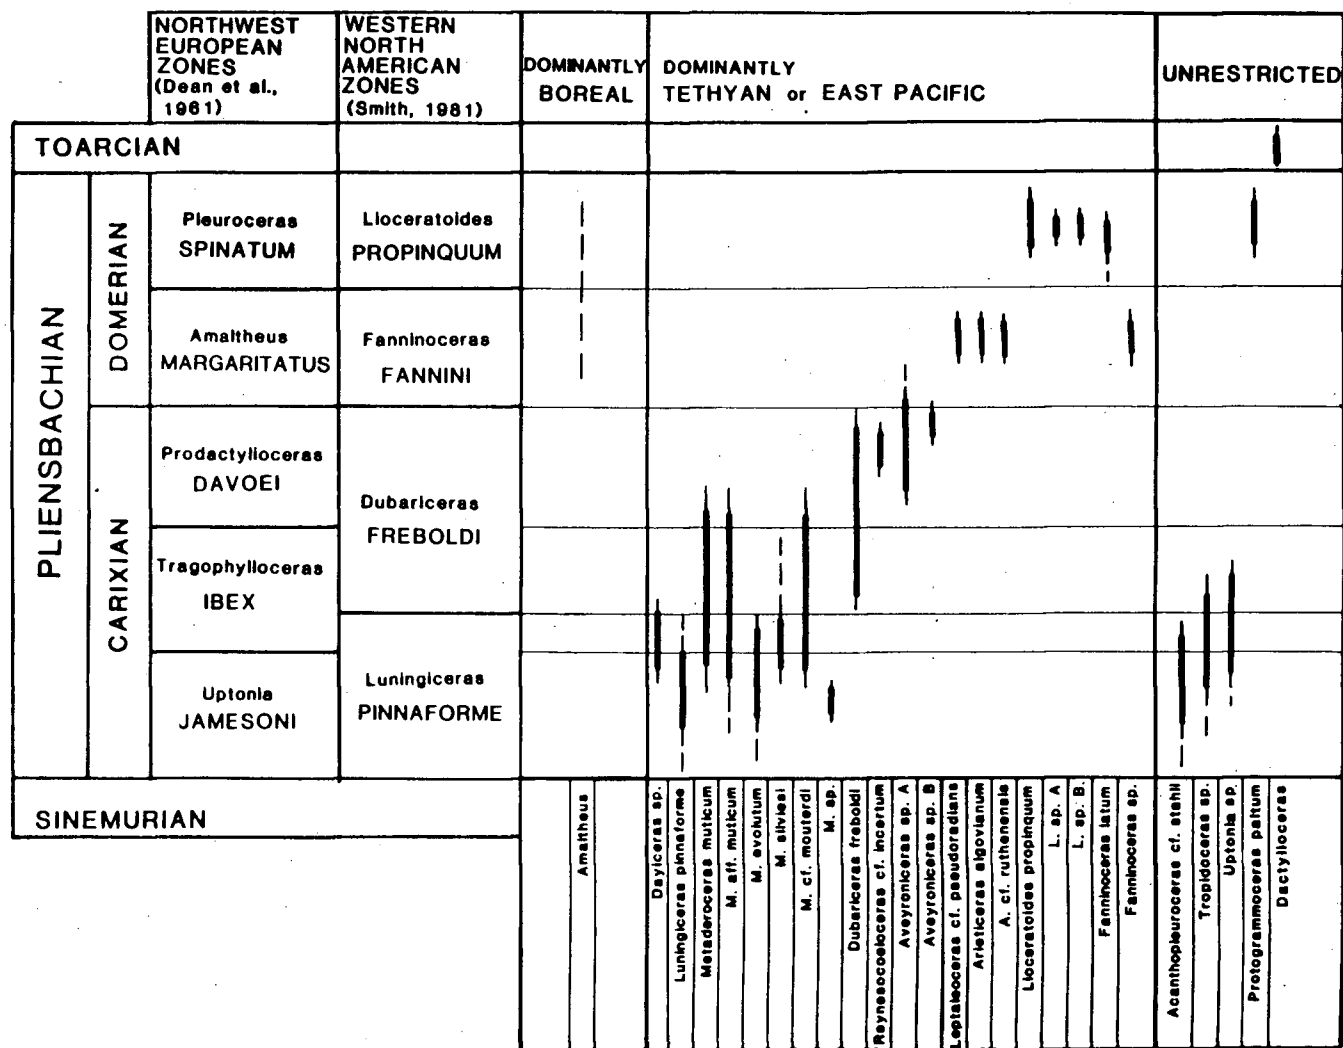 NORTHWEST
EUROPEAN
ZONES
(Dean et al.,
1961)
WESTERN
NORTH
AMERICAN
ZONES
(Smith, 1981)
DOMINANTLY
BOREAL
DOMINANTLY
TETHYAN or EAST PACIFIC
UNRESTRICTED
TOARCIAN
PLIENSBACHIAN
DOMERIAN
Pleuroceras
SPINATUM
Lioceratoides
PROPINQUUM
Amaltheus
MARGARITATUS
Fanninoceras
FANNINI
CARIXIAN
Prodactylioceras
DAVOEI
Dubariceras
FREBOLDI
Tragophylloceras
IBEX
Uptonia
JAMESONI
Luningiceras
PINNAFORME
SINEMURIAN
Amaltheus
Dayiceras sp.
Luningiceras pinnaforme
Metaderoceras muticum
M. aff. muticum
M. evolutum
M. silviesi
M. cf. mouterdi
M. sp.
Dubariceras freboldi
Reynesocoeloceras cf. incertum
Aveyroniceras sp. A
Aveyroniceras sp. B
Leptaleoceras cf. pseudoradians
Arieticeras algovianum
A. cf. ruthenense
Lioceratoides propinquum
L. sp. A
L. sp. B.
Fanninoceras latum
Fanninoceras sp.
Acanthopleuroceras cf. stahli
Tropidoceras sp.
Uptonia sp.
Protogrammoceras paltum
Dactylioceras